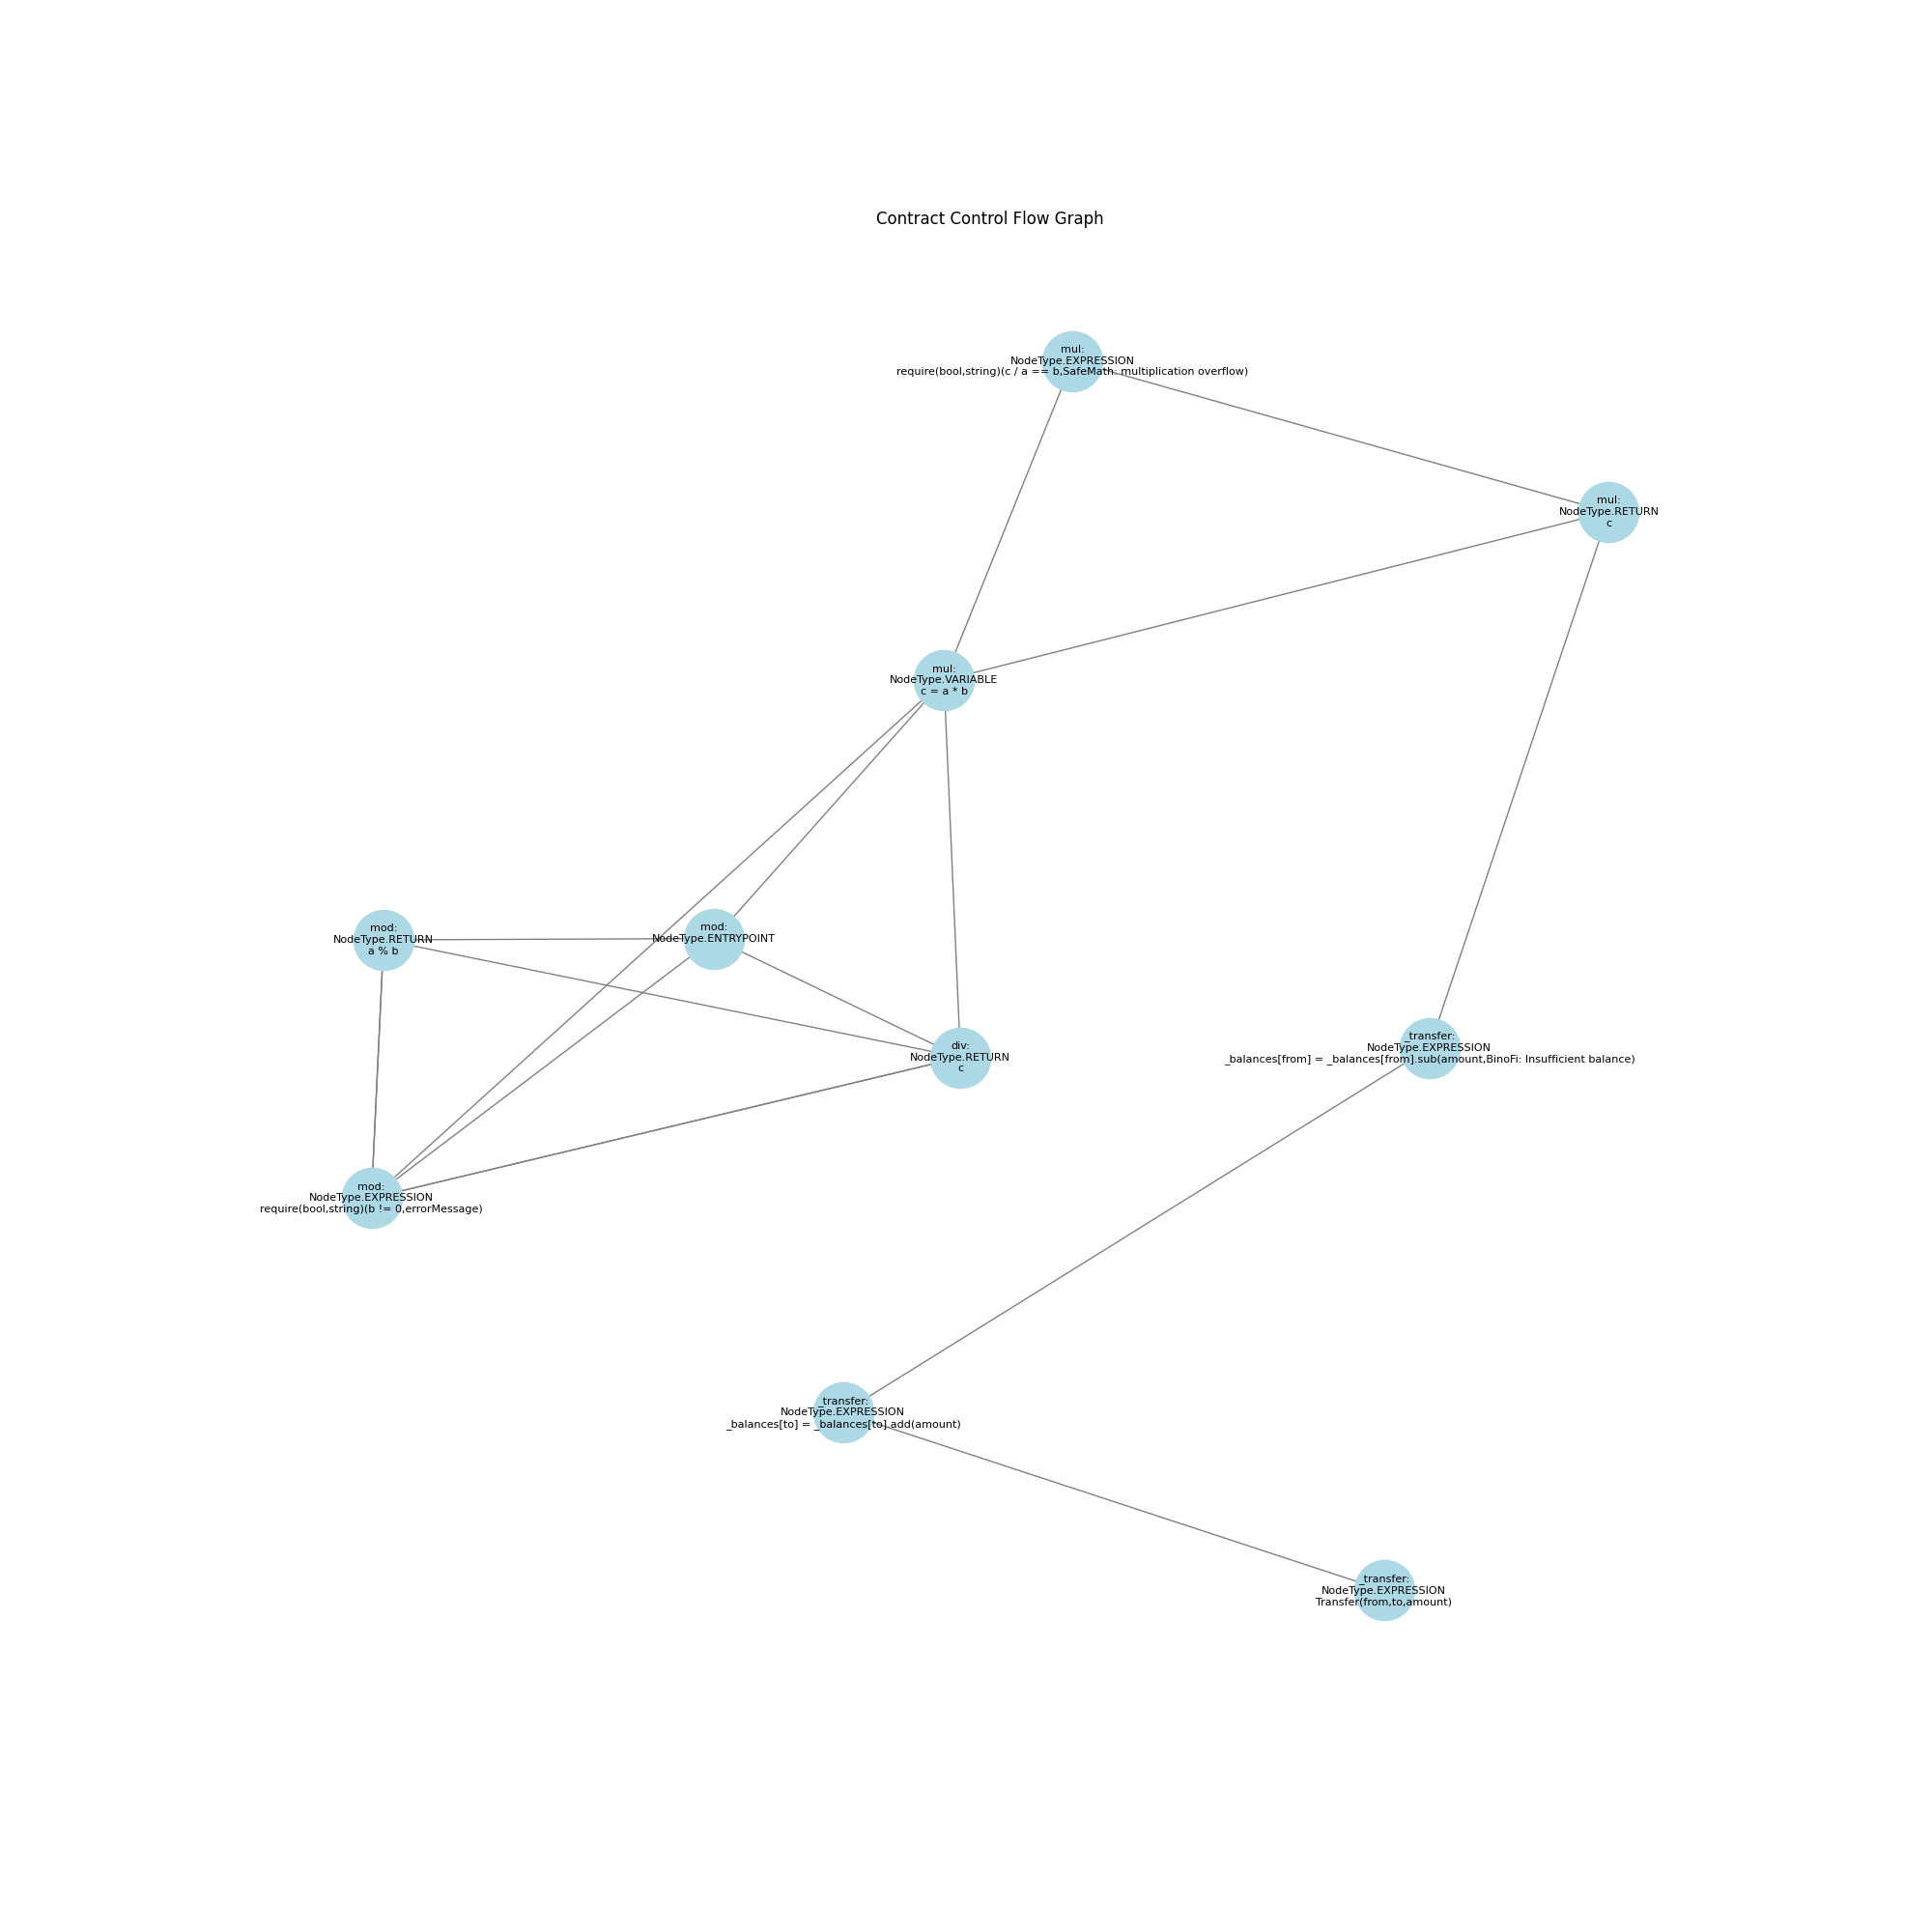 Contract Control Flow Graph
mul:
NodeType.EXPRESSION
require(bool,string)(c / a == b,SafeMath: multiplication overflow)
mul:
NodeType.RETURN
c
mul:
NodeType.VARIABLE
c = a * b
mod:
NodeType.RETURN
a % b
mod:
NodeType.ENTRYPOINT
div:
NodeType.RETURN
c
_transfer:
NodeType.EXPRESSION
_balances[from] = _balances[from].sub(amount,BinoFi: Insufficient balance)
mod:
NodeType.EXPRESSION
require(bool,string)(b != 0,errorMessage)
_transfer:
NodeType.EXPRESSION
_balances[to] = _balances[to].add(amount)
_transfer:
NodeType.EXPRESSION
Transfer(from,to,amount)